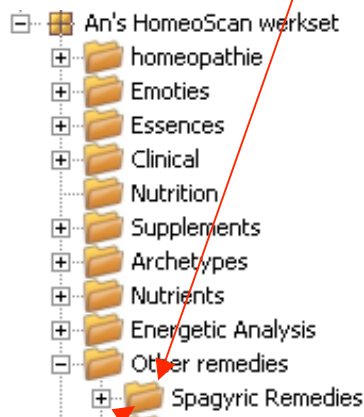 An's HomeoScan werkset
homeopathie
Emoties
Essences
Clinical
Nutrition
Supplements
Archetypes
Nutrients
Energetic Analysis
Other remedies
Spagyric Remedies